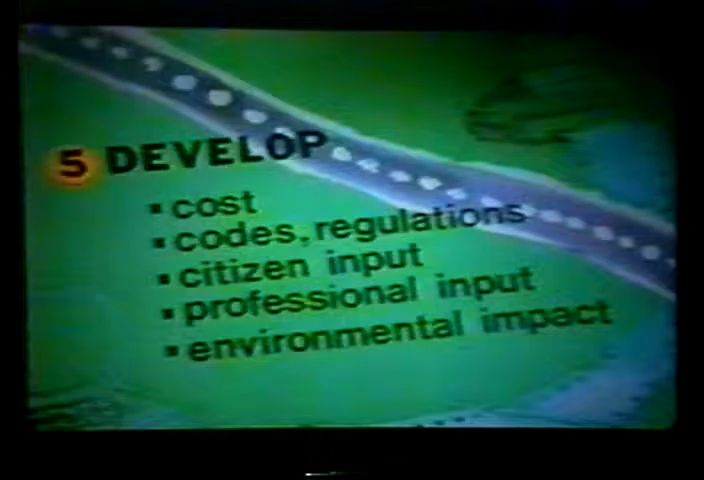 5 DEVELOP
▪ cost
▪ codes, regulations
▪ citizen input
▪ professional input
▪ environmental impact